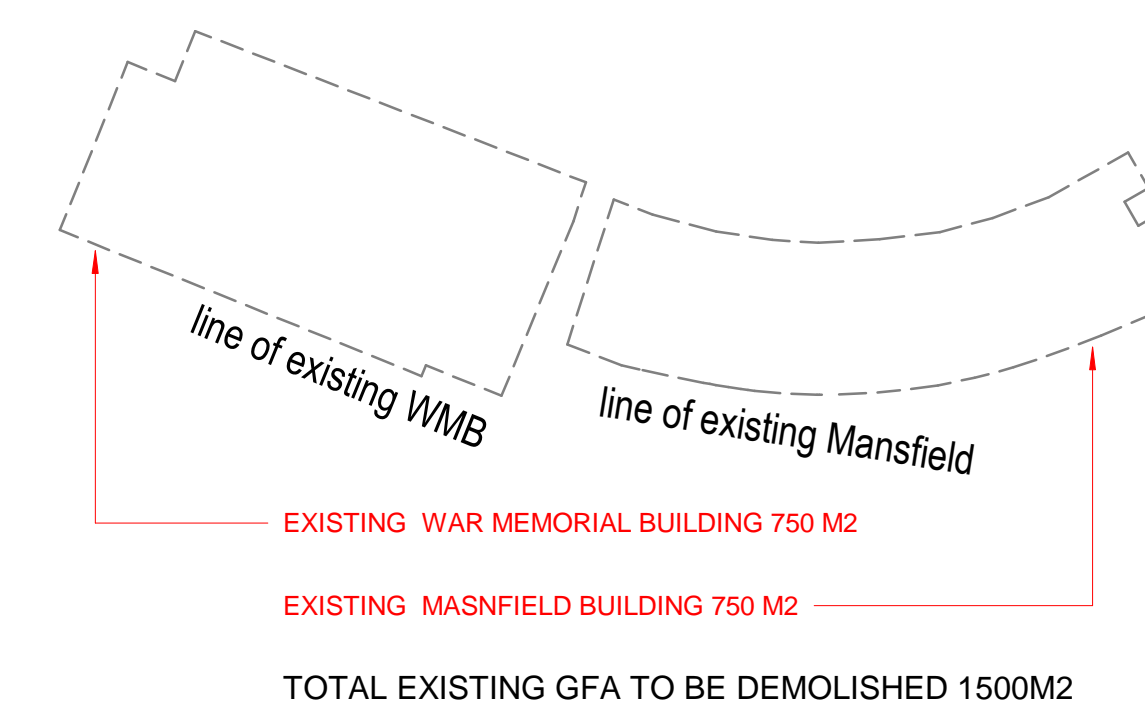 line of existing WMB
line of existing Mansfield
EXISTING WAR MEMORIAL BUILDING 750 M2
EXISTING MASNFIELD BUILDING 750 M2
TOTAL EXISTING GFA TO BE DEMOLISHED 1500M2